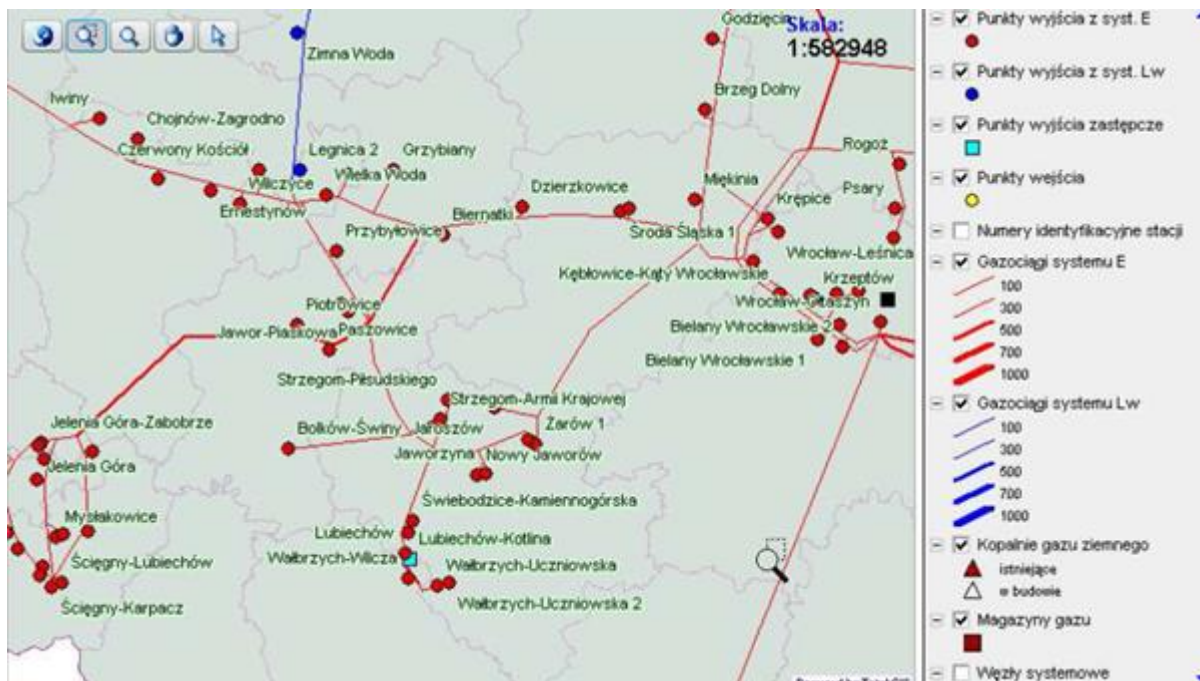 Godzięcin
Skala:
1:582948
Zimna Woda
Iwiny
Brzeg Dolny
Chojnów-Zagrodno
Czerwony Kościół
Legnica 2
Grzybiany
Rogoż
Wilczyce
Wielka Woda
Dzierzkowice
Miękinia
Psary
Ernestynów
Biernatki
Krępice
Przybyłowice
Środa Śląska 1
Wrocław-Leśnica
Kębłowice-Kąty Wrocławskie
Krzeptów
Piotrowice
Wrocław-Ołtaszyn
Jawor-Piaskowa
Paszowice
Bielany Wrocławskie 2
Bielany Wrocławskie 1
Strzegom-Piłsudskiego
Strzegom-Armii Krajowej
Jelenia Góra-Zabobrze
Bolków-Świny
Jaroszów
Żarów 1
Jaworzyna
Nowy Jaworów
Jelenia Góra
Świebodzice-Kamiennogórska
Mysłakowice
Lubiechów
Lubiechów-Kotlina
Wałbrzych-Wilcza
Wałbrzych-Uczniowska
Ścięgny-Lubiechów
Ścięgny-Karpacz
Wałbrzych-Uczniowska 2
Punkty wyjścia z syst. E
Punkty wyjścia z syst. Lw
Punkty wyjścia zastępcze
Punkty wejścia
Numery identyfikacyjne stacji
Gazociągi systemu E
100
300
500
700
1000
Gazociągi systemu Lw
100
300
500
700
1000
Kopalnie gazu ziemnego
istniejące
w budowie
Magazyny gazu
Węzły systemowe